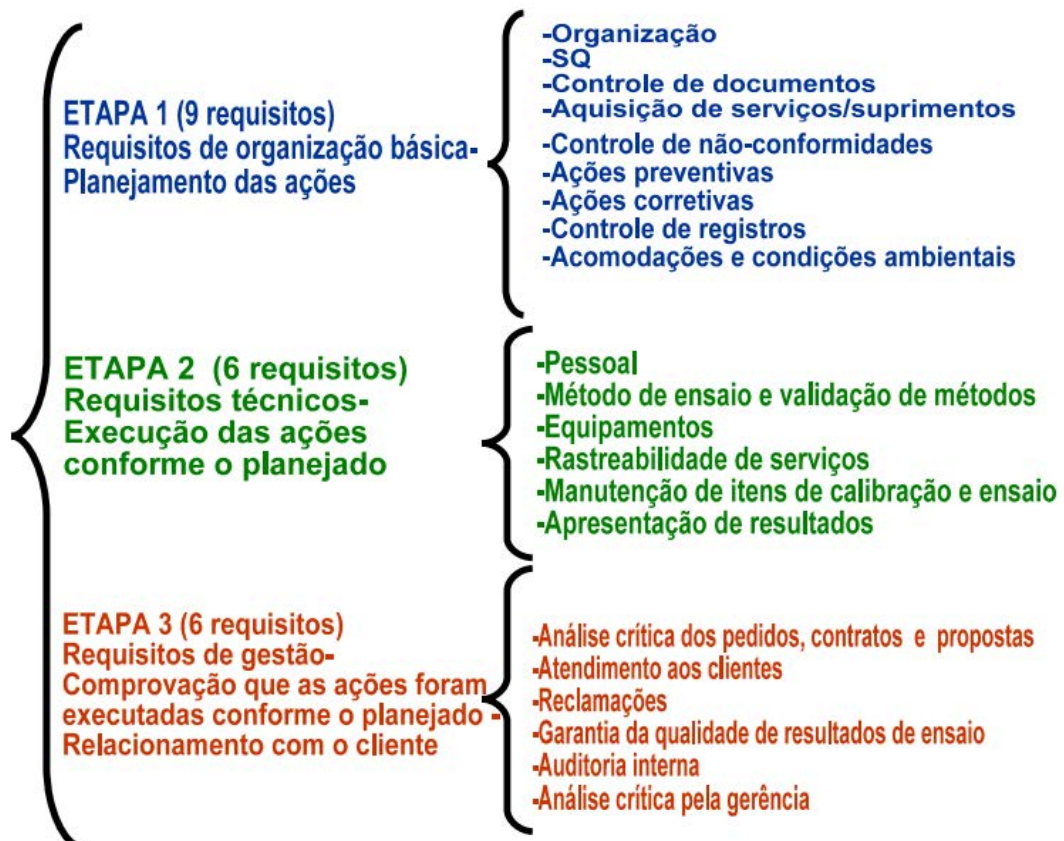 ETAPA 1 (9 requisitos)
Requisitos de organização básica-
Planejamento das ações
-Organização
-SQ
-Controle de documentos
-Aquisição de serviços/suprimentos
-Controle de não-conformidades
-Ações preventivas
-Ações corretivas
-Controle de registros
-Acomodações e condições ambientais
ETAPA 2 (6 requisitos)
Requisitos técnicos-
Execução das ações
conforme o planejado
-Pessoal
-Método de ensaio e validação de métodos
-Equipamentos
-Rastreabilidade de serviços
-Manutenção de itens de calibração e ensaio
-Apresentação de resultados
ETAPA 3 (6 requisitos)
Requisitos de gestão-
Comprovação que as ações foram
executadas conforme o planejado -
Relacionamento com o cliente
-Análise crítica dos pedidos, contratos e propostas
-Atendimento aos clientes
-Reclamações
-Garantia da qualidade de resultados de ensaio
-Auditoria interna
-Análise crítica pela gerência